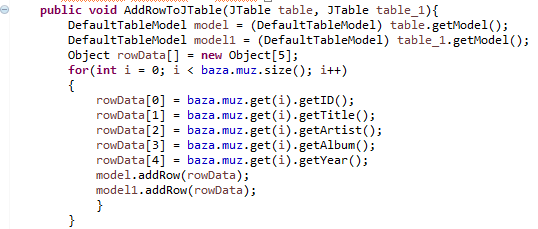 public void AddRowToJTable(JTable table, JTable table_1){
DefaultTableModel model = (DefaultTableModel) table.getModel();
DefaultTableModel model1 = (DefaultTableModel) table_1.getModel();
Object rowData[] = new Object[5];
for(int i = 0; i < baza.muz.size(); i++)
{
rowData[0] = baza.muz.get(i).getID();
rowData[1] = baza.muz.get(i).getTitle();
rowData[2] = baza.muz.get(i).getArtist();
rowData[3] = baza.muz.get(i).getAlbum();
rowData[4] = baza.muz.get(i).getYear();
model.addRow(rowData);
model1.addRow(rowData);
}
}